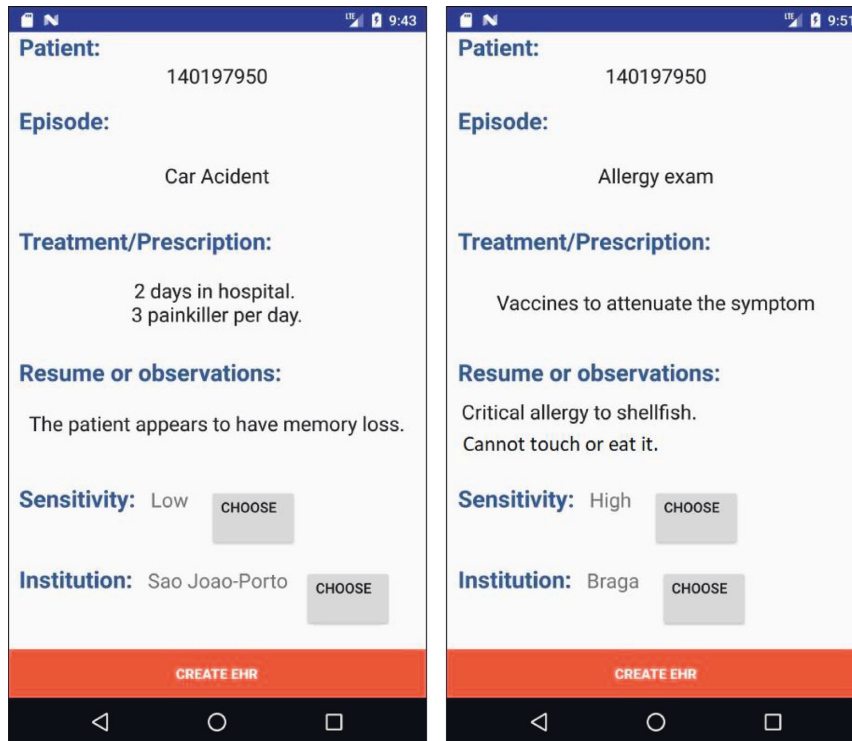 LTE 9:43
Patient:
140197950
Episode:
Car Acident
Treatment/Prescription:
2 days in hospital.
3 painkiller per day.
Resume or observations:
The patient appears to have memory loss.
Sensitivity: Low CHOOSE
Institution: Sao Joao-Porto CHOOSE
CREATE EHR
LTE 9:51
Patient:
140197950
Episode:
Allergy exam
Treatment/Prescription:
Vaccines to attenuate the symptom
Resume or observations:
Critical allergy to shellfish.
Cannot touch or eat it.
Sensitivity: High CHOOSE
Institution: Braga CHOOSE
CREATE EHR